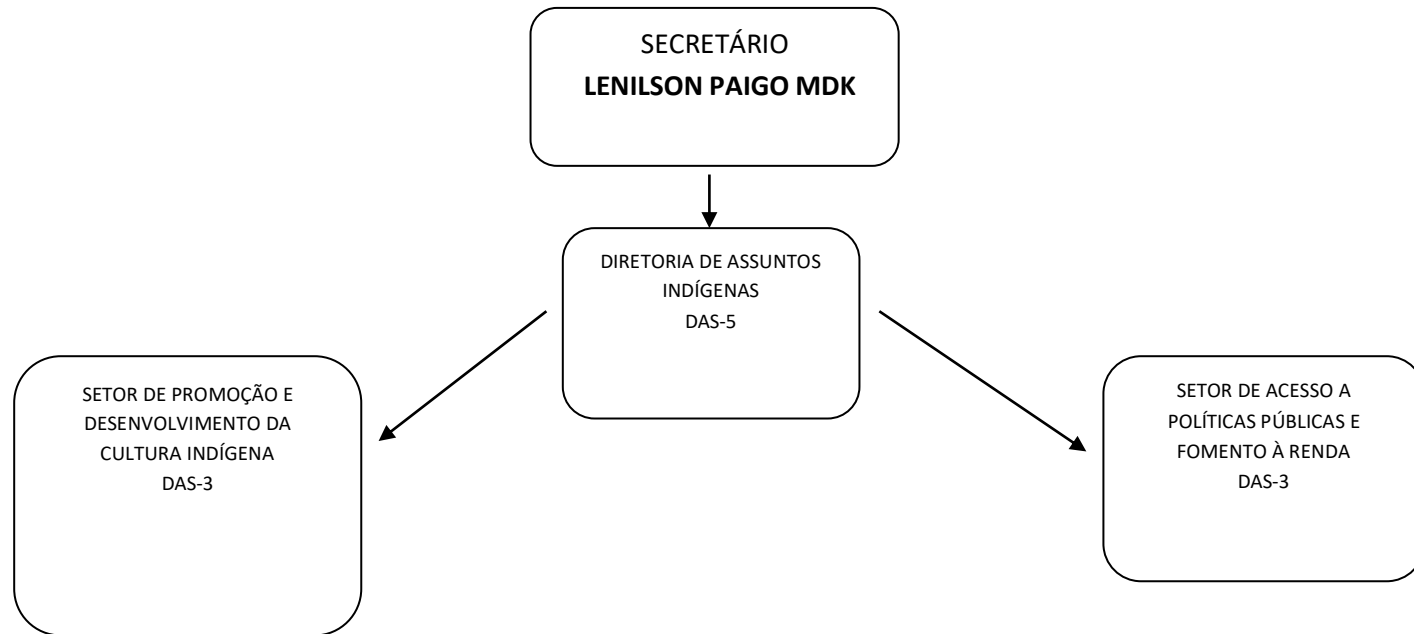 SECRETÁRIO
LENILSON PAIGO MDK
DIRETORIA DE ASSUNTOS
INDÍGENAS
DAS-5
SETOR DE PROMOÇÃO E
DESENVOLVIMENTO DA
CULTURA INDÍGENA
DAS-3
SETOR DE ACESSO A
POLÍTICAS PÚBLICAS E
FOMENTO À RENDA
DAS-3